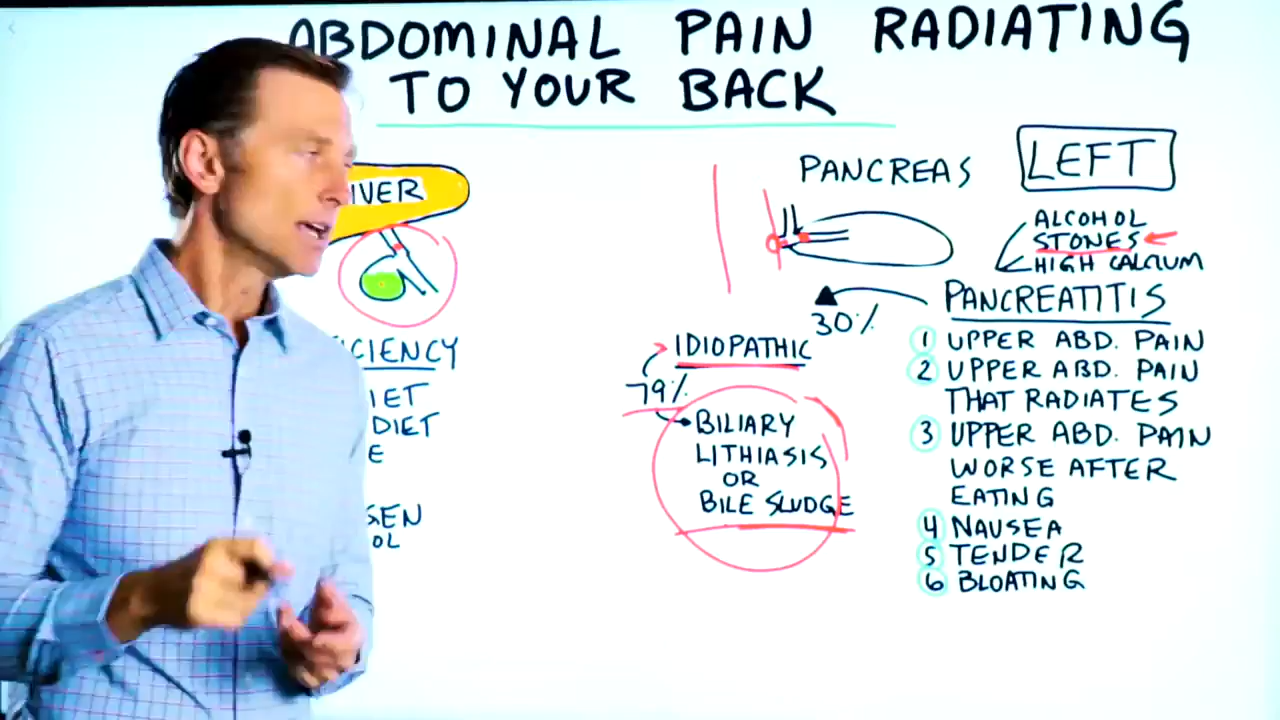 ABDOMINAL PAIN RADIATING
TO YOUR BACK
IVER
ICIENCY
IET
DIET
E
GEN
OL
PANCREAS
LEFT
ALCOHOL
STONES
HIGH CALCIUM
PANCREATITIS
30%
IDIOPATHIC
79%
BILIARY
LITHIASIS
OR
BILE SLUDGE
1 UPPER ABD. PAIN
2 UPPER ABD. PAIN
THAT RADIATES
3 UPPER ABD. PAIN
WORSE AFTER
EATING
4 NAUSEA
5 TENDER
6 BLOATING